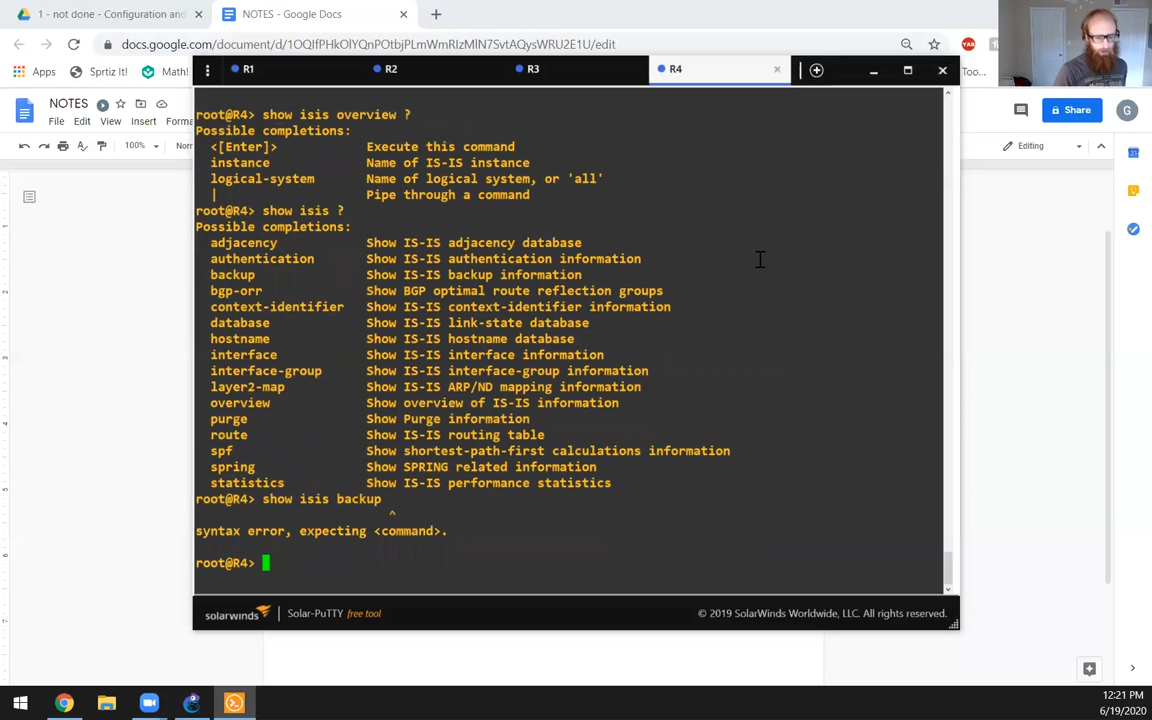 1 - not done - Configuration and
NOTES - Google Docs
docs.google.com/document/d/1OQIfPHkOlYQnPOtbjPLmWmRIzMlN7SvtAQysWRU2E1U/edit
YAB
Apps
Sprtiz It!
Math!
Too...
R1
R2
R3
R4
NOTES
File Edit View Insert Forma
Share
G
100%
Nor
Editing
root@R4> show isis overview ?
Possible completions:
<[Enter]> Execute this command
instance Name of IS-IS instance
logical-system Name of logical system, or 'all'
| Pipe through a command
root@R4> show isis ?
Possible completions:
adjacency Show IS-IS adjacency database
authentication Show IS-IS authentication information
backup Show IS-IS backup information
bgp-orr Show BGP optimal route reflection groups
context-identifier Show IS-IS context-identifier information
database Show IS-IS link-state database
hostname Show IS-IS hostname database
interface Show IS-IS interface information
interface-group Show IS-IS interface-group information
layer2-map Show IS-IS ARP/ND mapping information
overview Show overview of IS-IS information
purge Show Purge information
route Show IS-IS routing table
spf Show shortest-path-first calculations information
spring Show SPRING related information
statistics Show IS-IS performance statistics
root@R4> show isis backup
^
syntax error, expecting <command>.
root@R4>
solarwinds
Solar-PuTTY free tool
© 2019 SolarWinds Worldwide, LLC. All rights reserved.
12:21 PM
6/19/2020